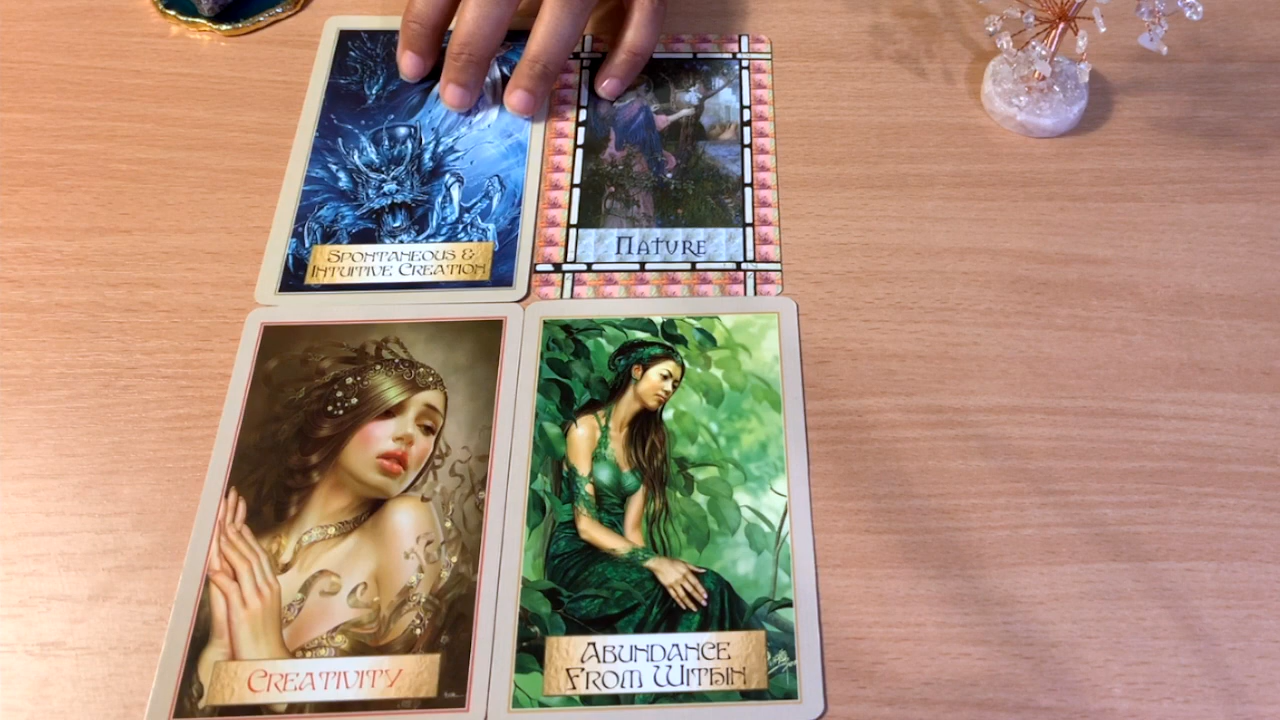 SPONTANEOUS &
INTUITIVE CREATION
NATURE
CREATIVITY
ABUNDANCE
FROM WITHIN